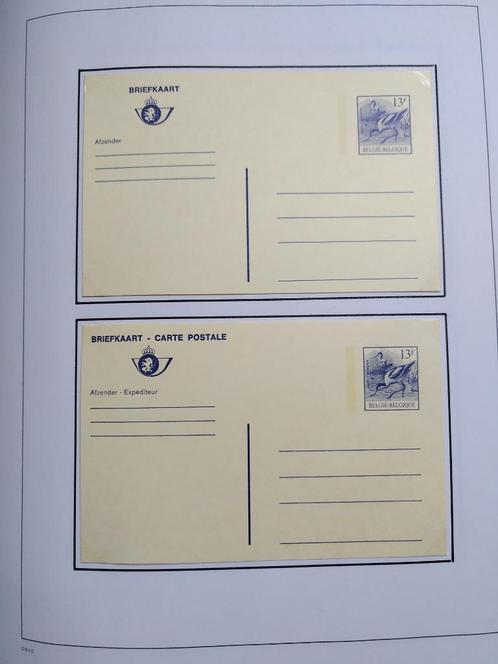 BRIEFKAART
13F
Afzender
BELGIË-BELGIQUE
BRIEFKAART - CARTE POSTALE
13F
Afzender - Expéditeur
BELGIË-BELGIQUE